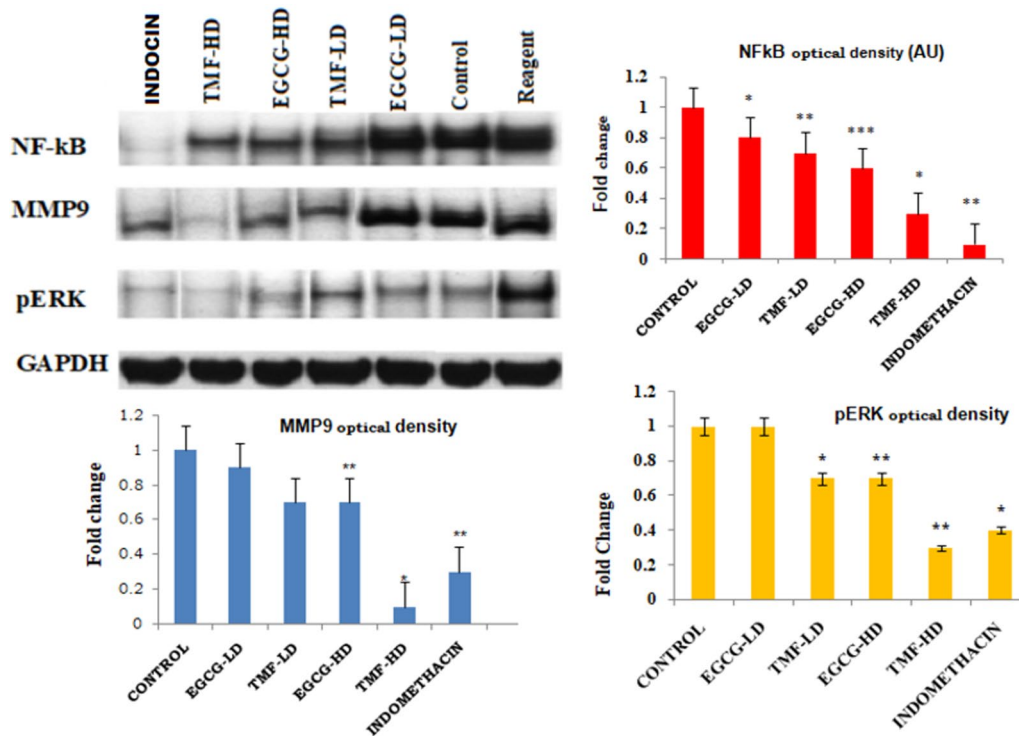 INDOCIN
TMF-HD
EGCG-HD
TMF-LD
EGCG-LD
Control
Reagent
NF-kB
MMP9
pERK
GAPDH
NFkB optical density (AU)
Fold change
1.2
1
0.8
0.6
0.4
0.2
0
*
**
***
*
**
CONTROL
EGCG-LD
TMF-LD
EGCG-HD
TMF-HD
INDOMETHACIN
MMP9 optical density
Fold change
1.2
1
0.8
0.6
0.4
0.2
0
**
*
**
CONTROL
EGCG-LD
TMF-LD
EGCG-HD
TMF-HD
INDOMETHACIN
pERK optical density
Fold Change
1.2
1
0.8
0.6
0.4
0.2
0
*
**
**
*
CONTROL
EGCG-LD
TMF-LD
EGCG-HD
TMF-HD
INDOMETHACIN